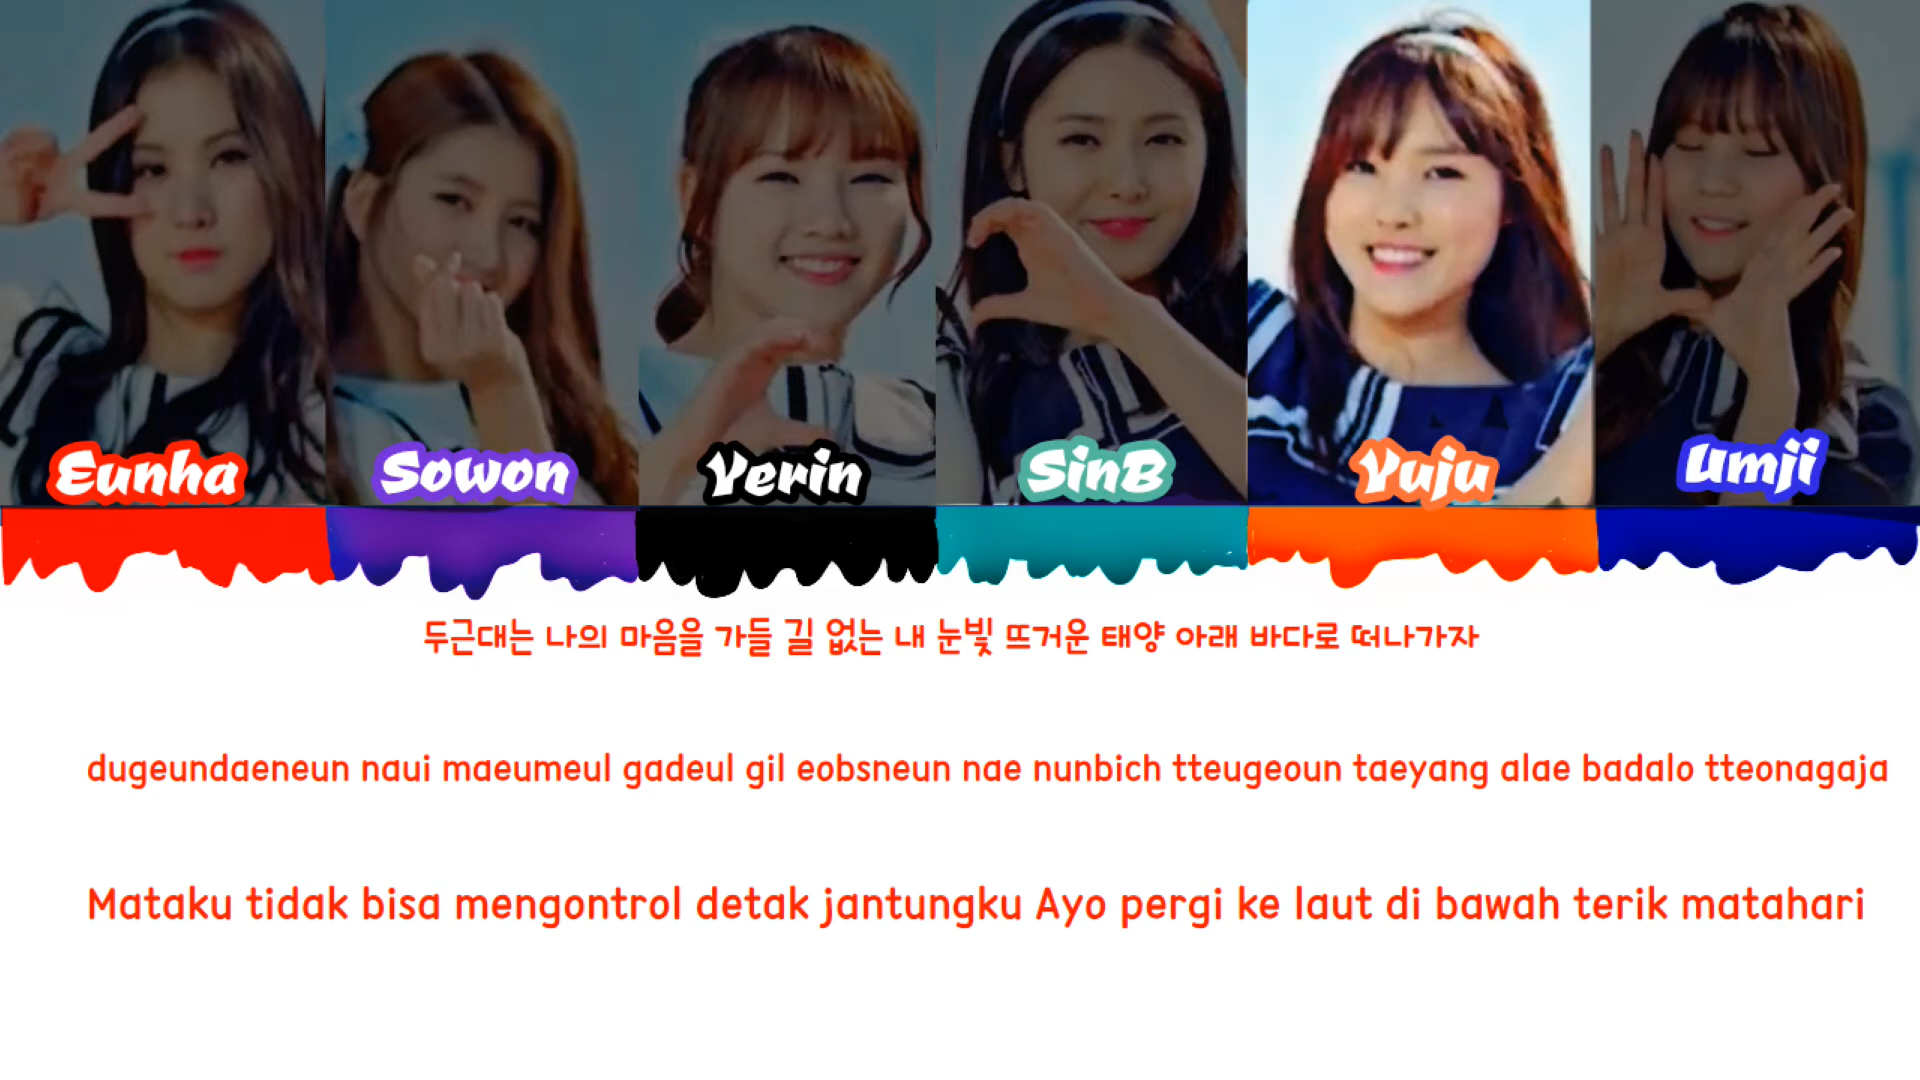 Eunha
Sowon
Yerin
SinB
Yuju
Umji
두근대는 나의 마음을 가들 길 없는 내 눈빛 뜨거운 태양 아래 바다로 떠나가자
dugeundaeneun naui maeumeul gadeul gil eobsneun nae nunbich tteugeoun taeyang alae badalo tteonagaja
Mataku tidak bisa mengontrol detak jantungku Ayo pergi ke laut di bawah terik matahari